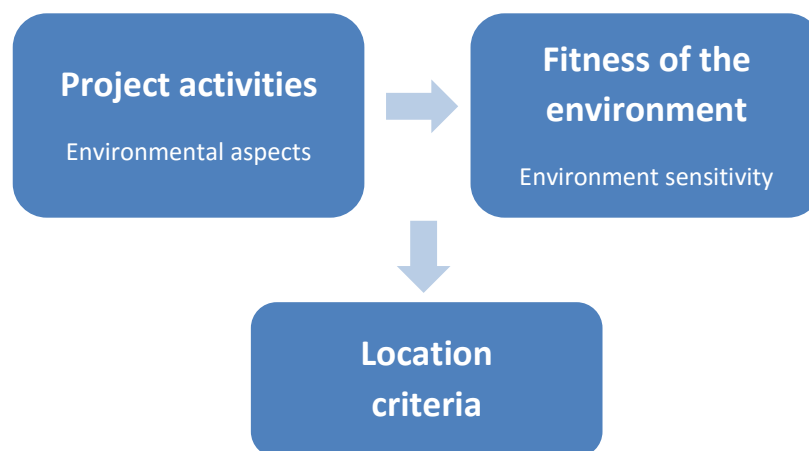 Project activities
Environmental aspects
Fitness of the
environment
Environment sensitivity
Location
criteria